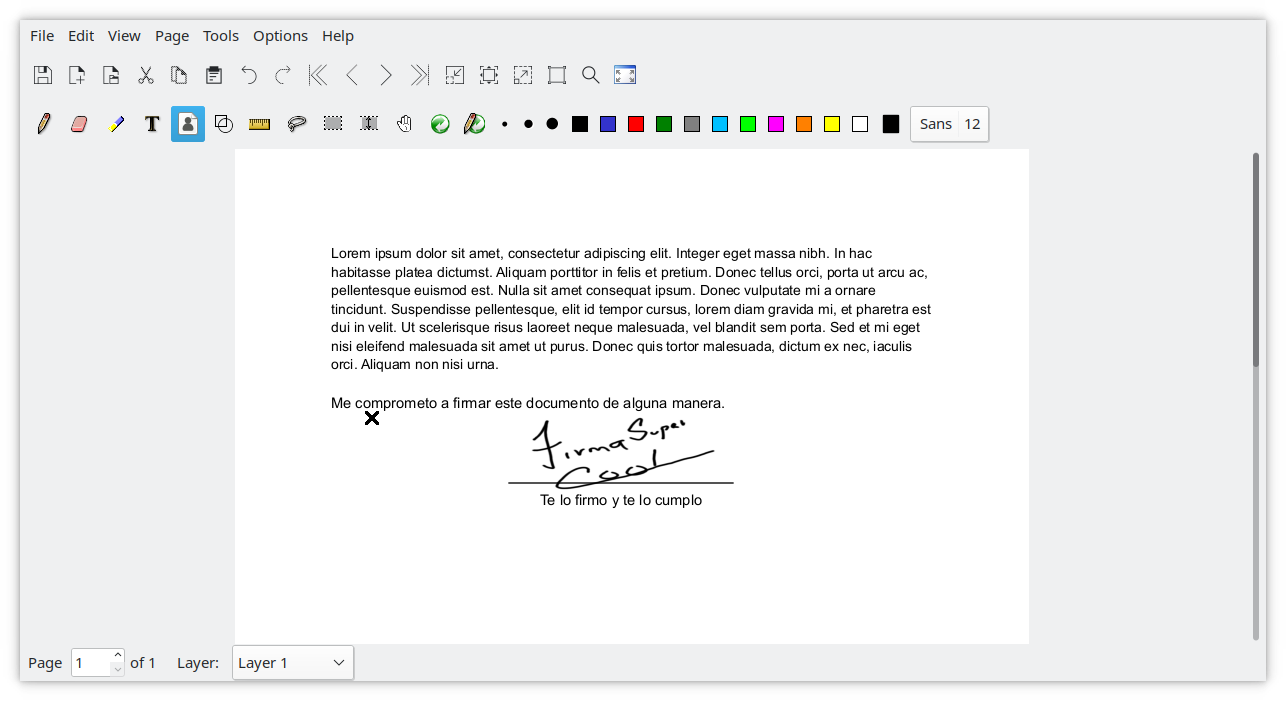 File Edit View Page Tools Options Help
T Sans 12
Lorem ipsum dolor sit amet, consectetur adipiscing elit. Integer eget massa nibh. In hac
habitasse platea dictumst. Aliquam porttitor in felis et pretium. Donec tellus orci, porta ut arcu ac,
pellentesque euismod est. Nulla sit amet consequat ipsum. Donec vulputate mi a ornare
tincidunt. Suspendisse pellentesque, elit id tempor cursus, lorem diam gravida mi, et pharetra est
dui in velit. Ut scelerisque risus laoreet neque malesuada, vel blandit sem porta. Sed et mi eget
nisi eleifend malesuada sit amet ut purus. Donec quis tortor malesuada, dictum ex nec, iaculis
orci. Aliquam non nisi urna.
Me comprometo a firmar este documento de alguna manera.
firma Super
Cool
Te lo firmo y te lo cumplo
Page 1 of 1 Layer: Layer 1